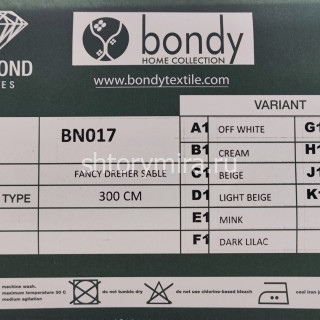 bondy
HOME COLLECTION
OND
ES
www.bondytextile.com
VARIANT
BN017
A1 OFF WHITE G1
B1 CREAM H1
FANCY DREHER SABLE C1 BEIGE J1
TYPE 300 CM D1 LIGHT BEIGE K1
E1 MINK
F1 DARK LILAC
shtorymira.ru
machine wash.
maximum temperature 30 C
medium agitation
do not tumble dry
do not use chlorine-based bleach
cool iron